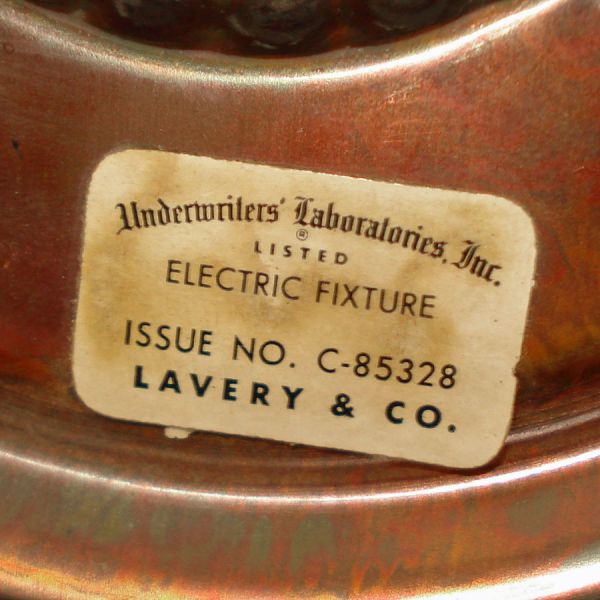 Underwriters' Laboratories, Inc.
®
LISTED
ELECTRIC FIXTURE
ISSUE NO. C-85328
LAVERY & CO.